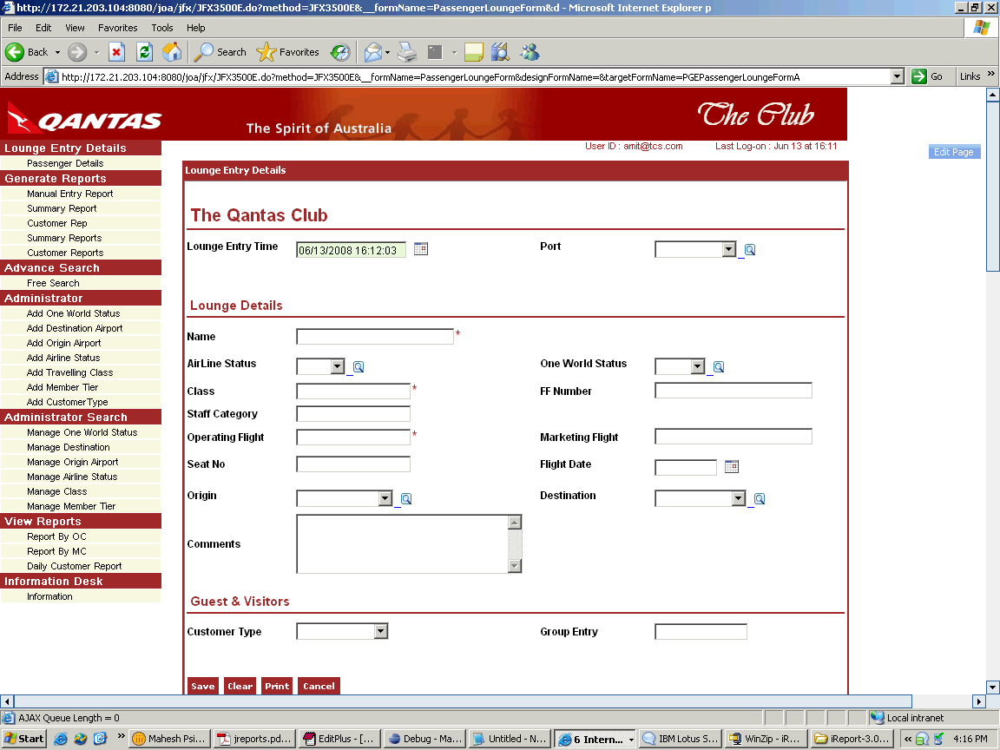 http://172.21.203.104:8080/joa/jfx/JFX3500E.do?method=JFX3500E&__formName=PassengerLoungeForm&d - Microsoft Internet Explorer p
File Edit View Favorites Tools Help
Back Search Favorites
Address http://172.21.203.104:8080/joa/jfx/JFX3500E.do?method=JFX3500E&__formName=PassengerLoungeForm&designFormName=&targetFormName=PGEPassengerLoungeFormA Go Links »
QANTAS The Spirit of Australia The Club
User ID : amit@tcs.com Last Log-on : Jun 13 at 16:11
Edit Page
Lounge Entry Details
Passenger Details
Generate Reports
Manual Entry Report
Summary Report
Customer Rep
Summary Reports
Customer Reports
Advance Search
Free Search
Administrator
Add One World Status
Add Destination Airport
Add Origin Airport
Add Airline Status
Add Travelling Class
Add Member Tier
Add CustomerType
Administrator Search
Manage One World Status
Manage Destination
Manage Origin Airport
Manage Airline Status
Manage Class
Manage Member Tier
View Reports
Report By OC
Report By MC
Daily Customer Report
Information Desk
Information
Lounge Entry Details
The Qantas Club
Lounge Entry Time 06/13/2008 16:12:03 Port
Lounge Details
Name *
AirLine Status One World Status
Class * FF Number
Staff Category
Operating Flight * Marketing Flight
Seat No Flight Date
Origin Destination
Comments
Guest & Visitors
Customer Type Group Entry
Save Clear Print Cancel
AJAX Queue Length = 0 Local intranet
Start » Mahesh Psi... jreports.pd... EditPlus - [... Debug - Ma... Untitled - N... 6 Intern... IBM Lotus S... WinZip - iR... iReport-3.0... « 4:16 PM